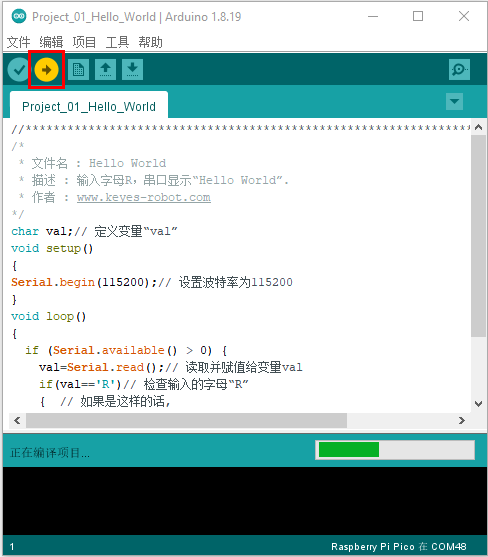 Project_01_Hello_World | Arduino 1.8.19
文件 编辑 项目 工具 帮助
Project_01_Hello_World
//****************************************************************
/*
 * 文件名 : Hello World
 * 描述 : 输入字母R，串口显示“Hello World”.
 * 作者 : www.keyes-robot.com
*/
char val;// 定义变量“val”
void setup()
{
Serial.begin(115200);// 设置波特率为115200
}
void loop()
{
  if (Serial.available() > 0) {
    val=Serial.read();// 读取并赋值给变量val
    if(val=='R')// 检查输入的字母“R”
    {  // 如果是这样的话,
正在编译项目...
1
Raspberry Pi Pico 在 COM48